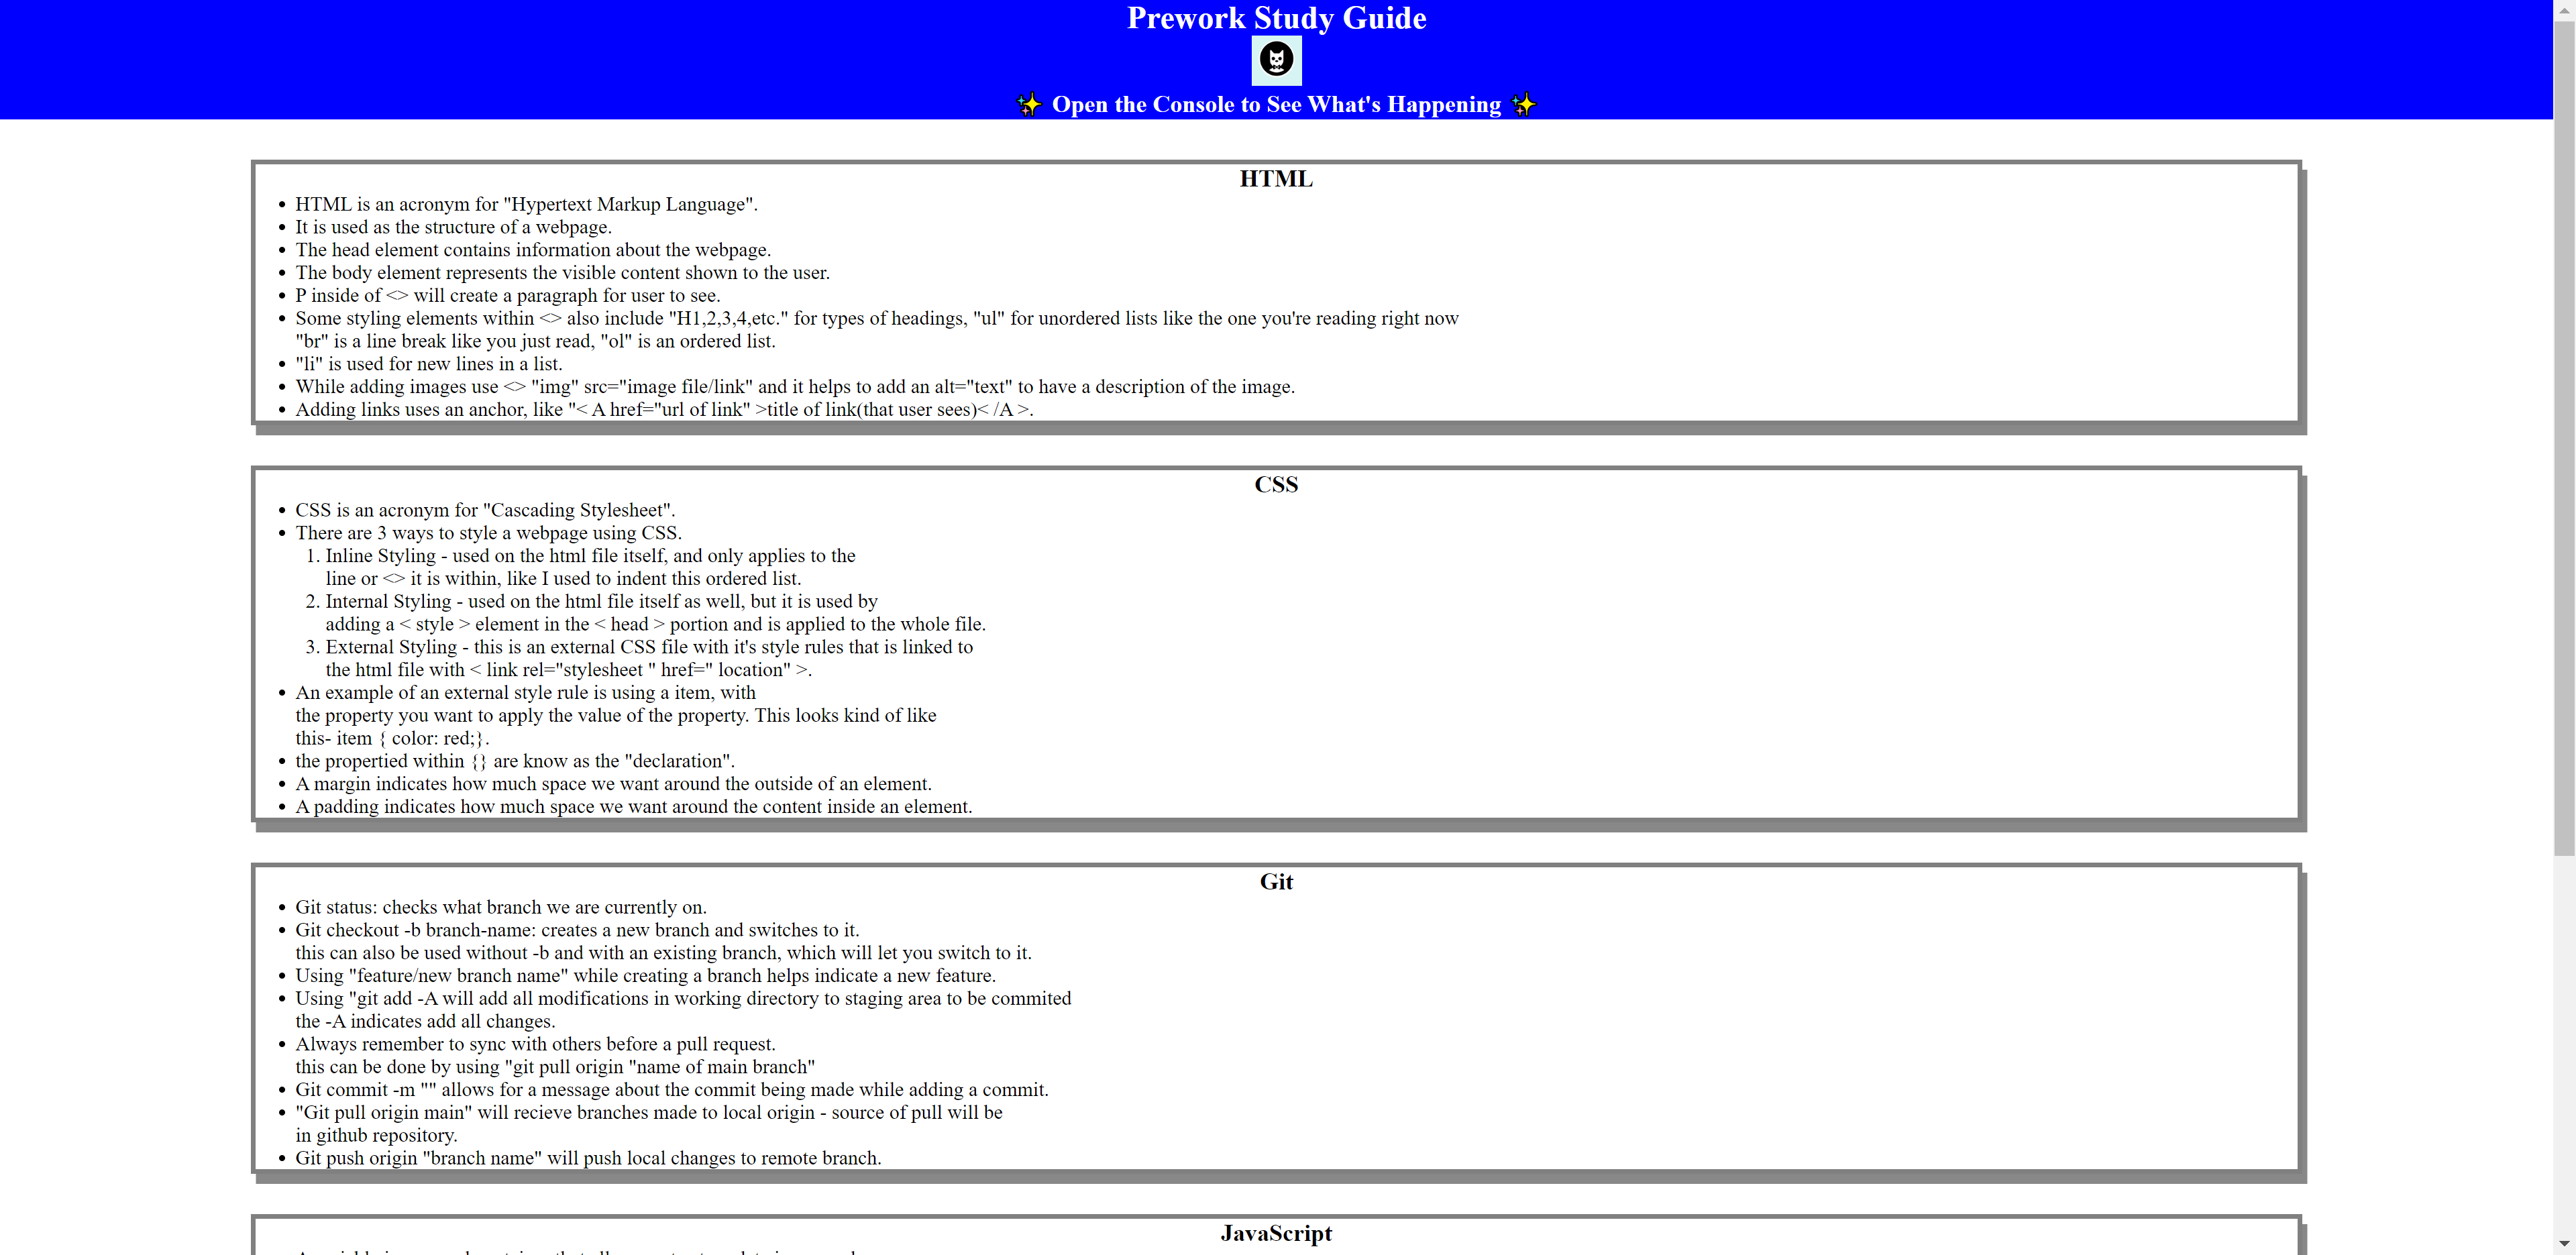 Prework Study Guide
✨ Open the Console to See What's Happening ✨
HTML
• HTML is an acronym for "Hypertext Markup Language".
• It is used as the structure of a webpage.
• The head element contains information about the webpage.
• The body element represents the visible content shown to the user.
• P inside of <> will create a paragraph for user to see.
• Some styling elements within <> also include "H1,2,3,4,etc." for types of headings, "ul" for unordered lists like the one you're reading right now
"br" is a line break like you just read, "ol" is an ordered list.
• "li" is used for new lines in a list.
• While adding images use <> "img" src="image file/link" and it helps to add an alt="text" to have a description of the image.
• Adding links uses an anchor, like "< A href="url of link" >title of link(that user sees)< /A >.
CSS
• CSS is an acronym for "Cascading Stylesheet".
• There are 3 ways to style a webpage using CSS.
1. Inline Styling - used on the html file itself, and only applies to the
line or <> it is within, like I used to indent this ordered list.
2. Internal Styling - used on the html file itself as well, but it is used by
adding a < style > element in the < head > portion and is applied to the whole file.
3. External Styling - this is an external CSS file with it's style rules that is linked to
the html file with < link rel="stylesheet " href=" location" >.
• An example of an external style rule is using a item, with
the property you want to apply the value of the property. This looks kind of like
this- item { color: red;}.
• the propertied within {} are know as the "declaration".
• A margin indicates how much space we want around the outside of an element.
• A padding indicates how much space we want around the content inside an element.
Git
• Git status: checks what branch we are currently on.
• Git checkout -b branch-name: creates a new branch and switches to it.
this can also be used without -b and with an existing branch, which will let you switch to it.
• Using "feature/new branch name" while creating a branch helps indicate a new feature.
• Using "git add -A will add all modifications in working directory to staging area to be commited
the -A indicates add all changes.
• Always remember to sync with others before a pull request.
this can be done by using "git pull origin "name of main branch"
• Git commit -m "" allows for a message about the commit being made while adding a commit.
• "Git pull origin main" will recieve branches made to local origin - source of pull will be
in github repository.
• Git push origin "branch name" will push local changes to remote branch.
JavaScript